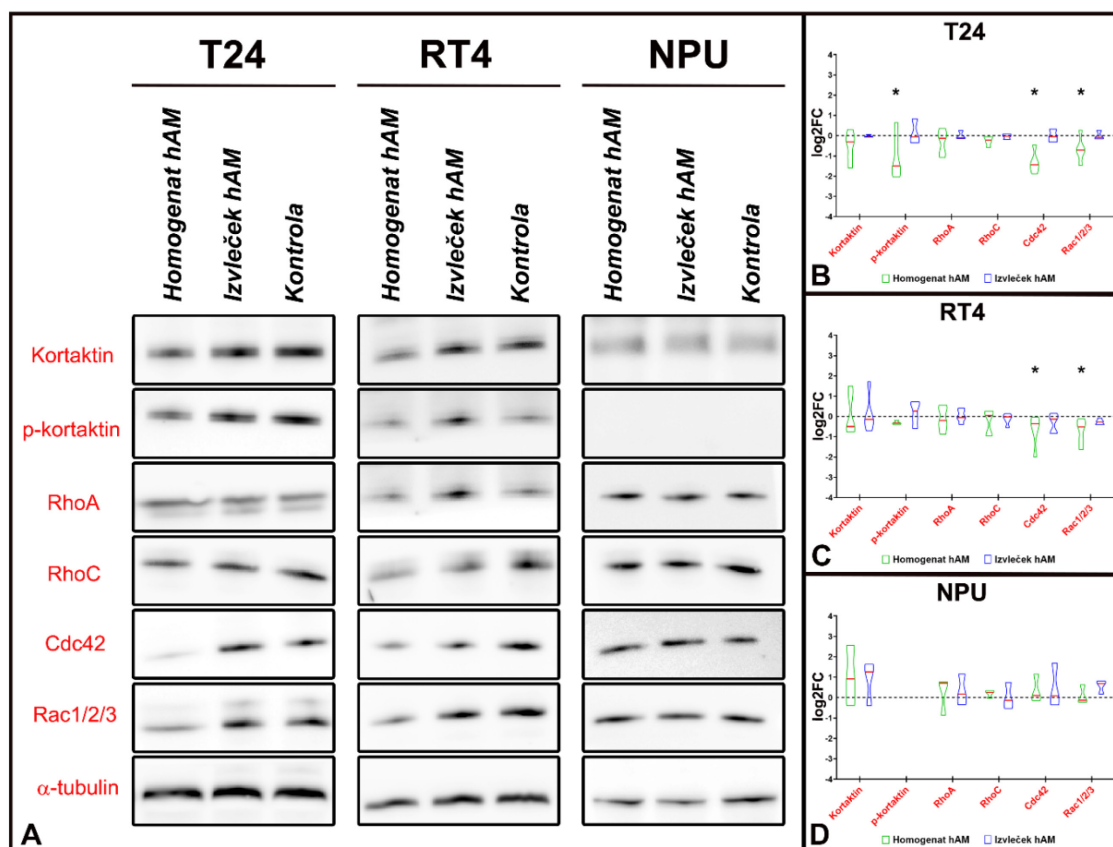 T24
RT4
NPU
Homogenat hAM
Izvleček hAM
Kontrola
Homogenat hAM
Izvleček hAM
Kontrola
Homogenat hAM
Izvleček hAM
Kontrola
Kortaktin
p-kortaktin
RhoA
RhoC
Cdc42
Rac1/2/3
α-tubulin
A
T24
log2FC
4
3
2
1
0
-1
-2
-3
-4
* * *
Kortaktin
p-kortaktin
RhoA
RhoC
Cdc42
Rac1/2/3
Homogenat hAM Izvleček hAM
B
RT4
log2FC
4
3
2
1
0
-1
-2
-3
-4
* *
Kortaktin
p-kortaktin
RhoA
RhoC
Cdc42
Rac1/2/3
Homogenat hAM Izvleček hAM
C
NPU
log2FC
4
3
2
1
0
-1
-2
-3
-4
Kortaktin
p-kortaktin
RhoA
RhoC
Cdc42
Rac1/2/3
Homogenat hAM Izvleček hAM
D